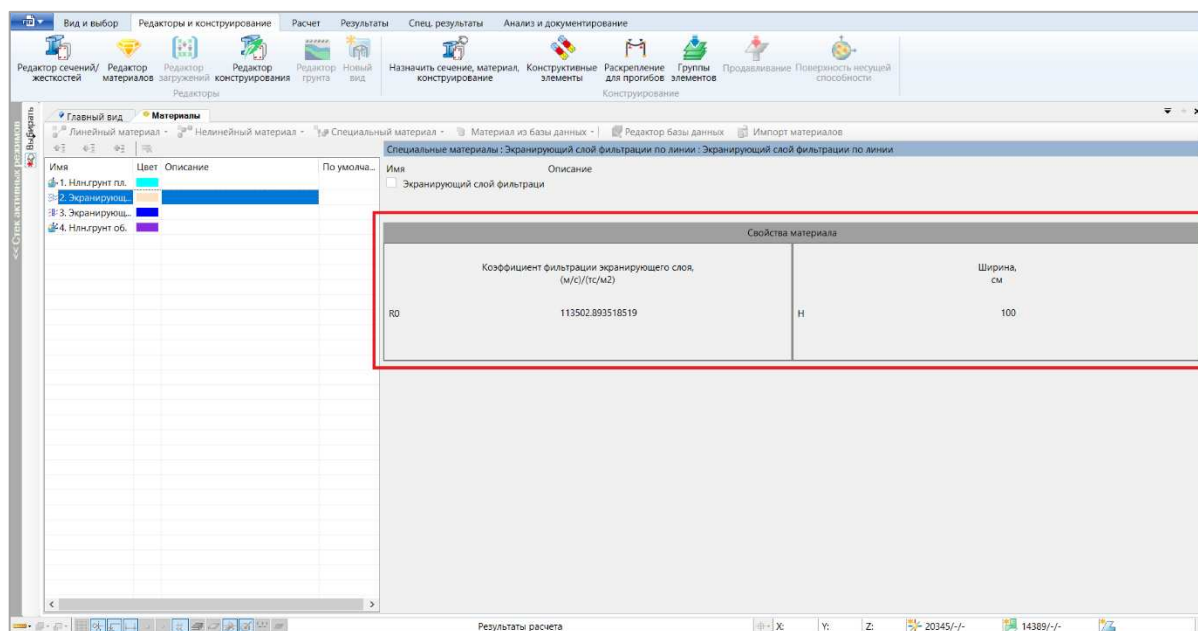 Вид и выбор Редакторы и конструирование Расчет Результаты Спец. результаты Анализ и документирование
Редактор сечений/ жесткостей Редактор материалов Редактор загружений Редактор конструирования Редактор грунта Новый вид Назначить сечение, материал, конструирование Конструктивные элементы Раскрепление для прогибов Группы элементов Продавливание Поверхность несущей способности
Редакторы Конструирование
<< Стек активных режимов
Выбирать
Главный вид Материалы
Линейный материал Нелинейный материал Специальный материал Материал из базы данных Редактор базы данных Импорт материалов
Специальные материалы : Экранирующий слой фильтрации по линии : Экранирующий слой фильтрации по линии
Имя Цвет Описание По умолча... Имя Описание
1. Нлн.грунт пл. Экранирующий слой фильтраци
2. Экранирующ...
3. Экранирующ...
4. Нлн.грунт об.
Свойства материала
Коэффициент фильтрации экранирующего слоя, Ширина,
(м/с)/(тс/м2) см
R0 113502.893518519 H 100
Результаты расчета X: Y: Z: 20345/-/- 14389/-/-